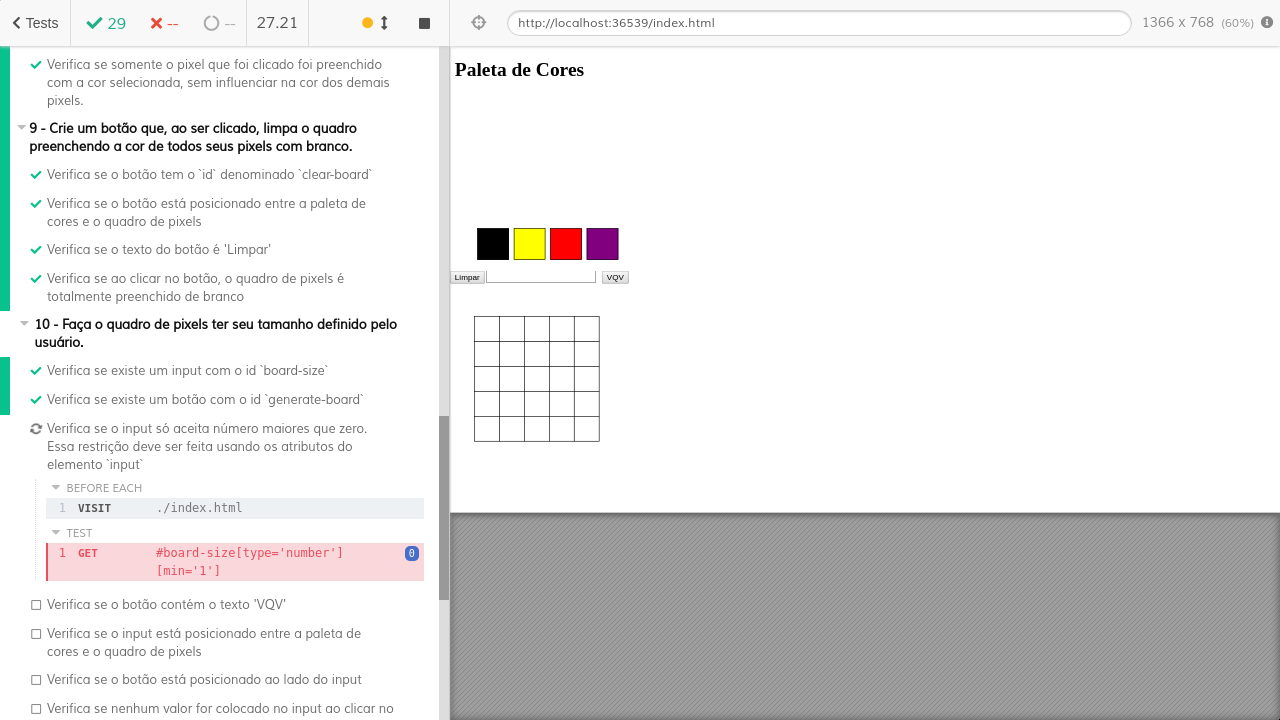 Tests
29
--
--
27.21
http://localhost:36539/index.html
1366 x 768 (60%)
Verifica se somente o pixel que foi clicado foi preenchido
com a cor selecionada, sem influenciar na cor dos demais
pixels.
9 - Crie um botão que, ao ser clicado, limpa o quadro
preenchendo a cor de todos seus pixels com branco.
Verifica se o botão tem o `id` denominado `clear-board`
Verifica se o botão está posicionado entre a paleta de
cores e o quadro de pixels
Verifica se o texto do botão é 'Limpar'
Verifica se ao clicar no botão, o quadro de pixels é
totalmente preenchido de branco
10 - Faça o quadro de pixels ter seu tamanho definido pelo
usuário.
Verifica se existe um input com o id `board-size`
Verifica se existe um botão com o id `generate-board`
Verifica se o input só aceita número maiores que zero.
Essa restrição deve ser feita usando os atributos do
elemento `input`
BEFORE EACH
1 VISIT ./index.html
TEST
1 GET #board-size[type='number'] 0
[min='1']
Verifica se o botão contém o texto 'VQV'
Verifica se o input está posicionado entre a paleta de
cores e o quadro de pixels
Verifica se o botão está posicionado ao lado do input
Verifica se nenhum valor for colocado no input ao clicar no
Paleta de Cores
Limpar
VQV